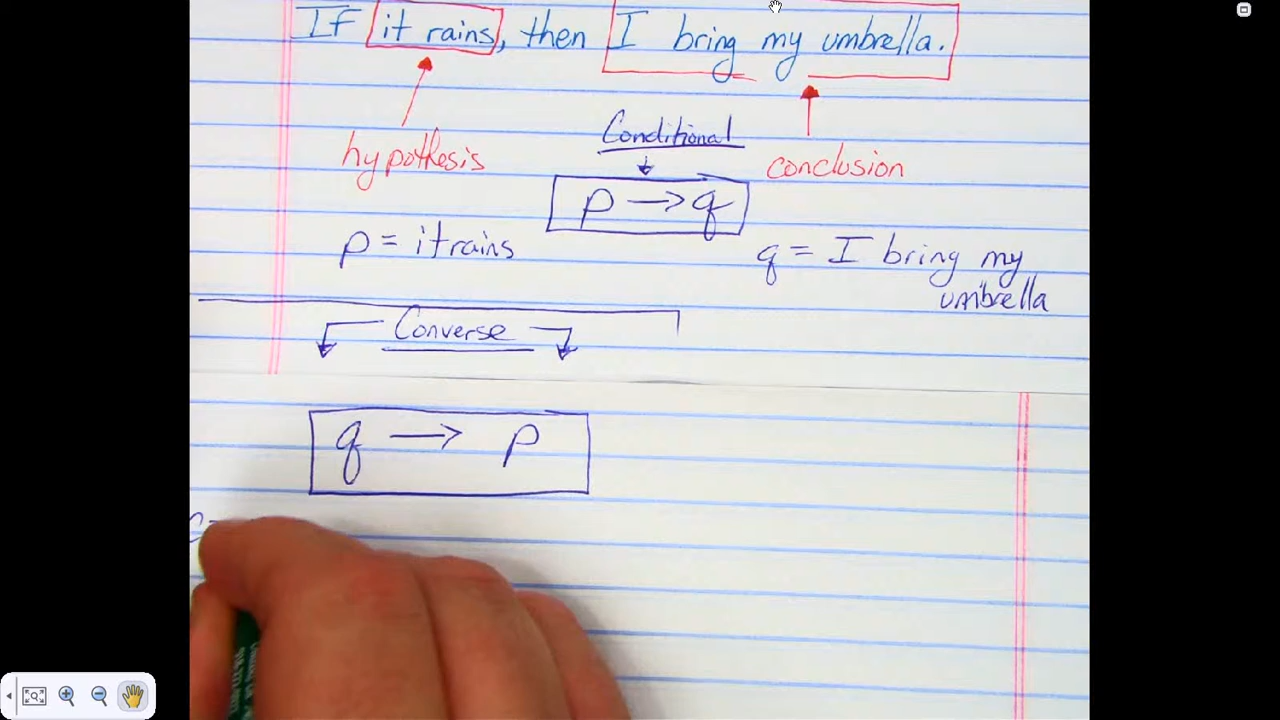 If it rains, then I bring my umbrella.
Conditional
hypothesis
conclusion
p → q
p = it rains
q = I bring my
umbrella
Converse
q → p